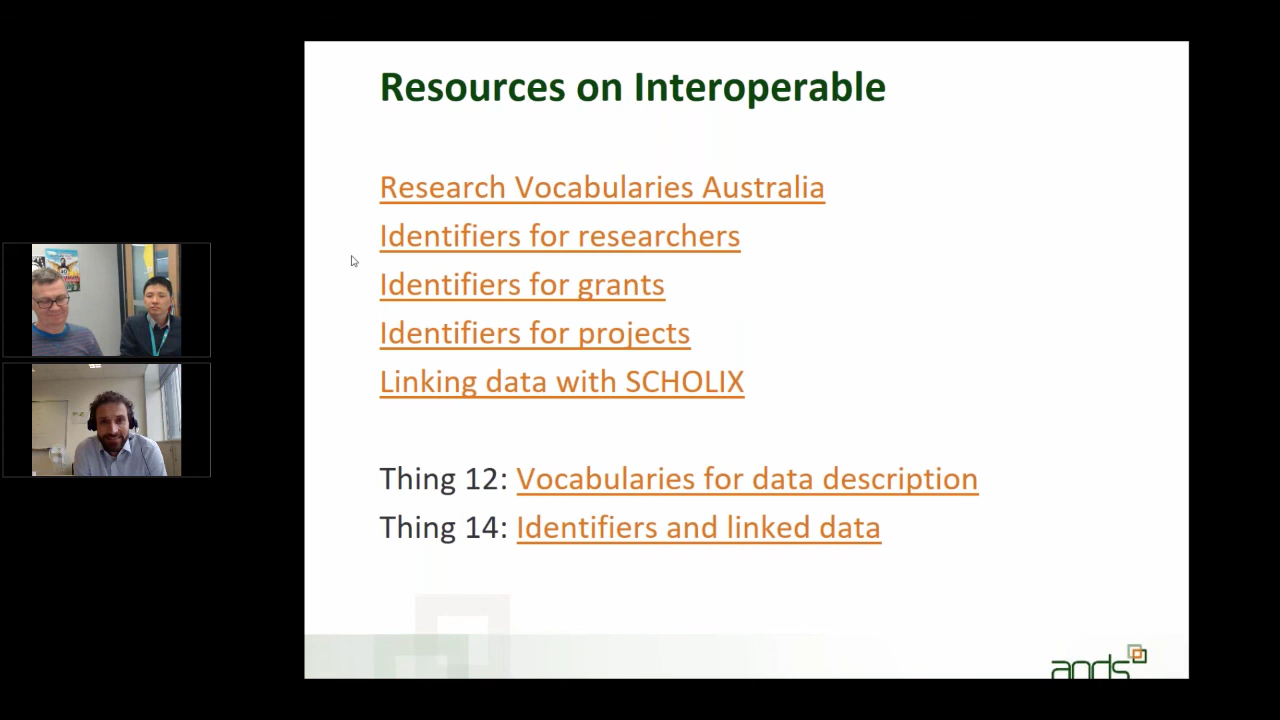 Resources on Interoperable
Research Vocabularies Australia
Identifiers for researchers
Identifiers for grants
Identifiers for projects
Linking data with SCHOLIX
Thing 12: Vocabularies for data description
Thing 14: Identifiers and linked data
ands